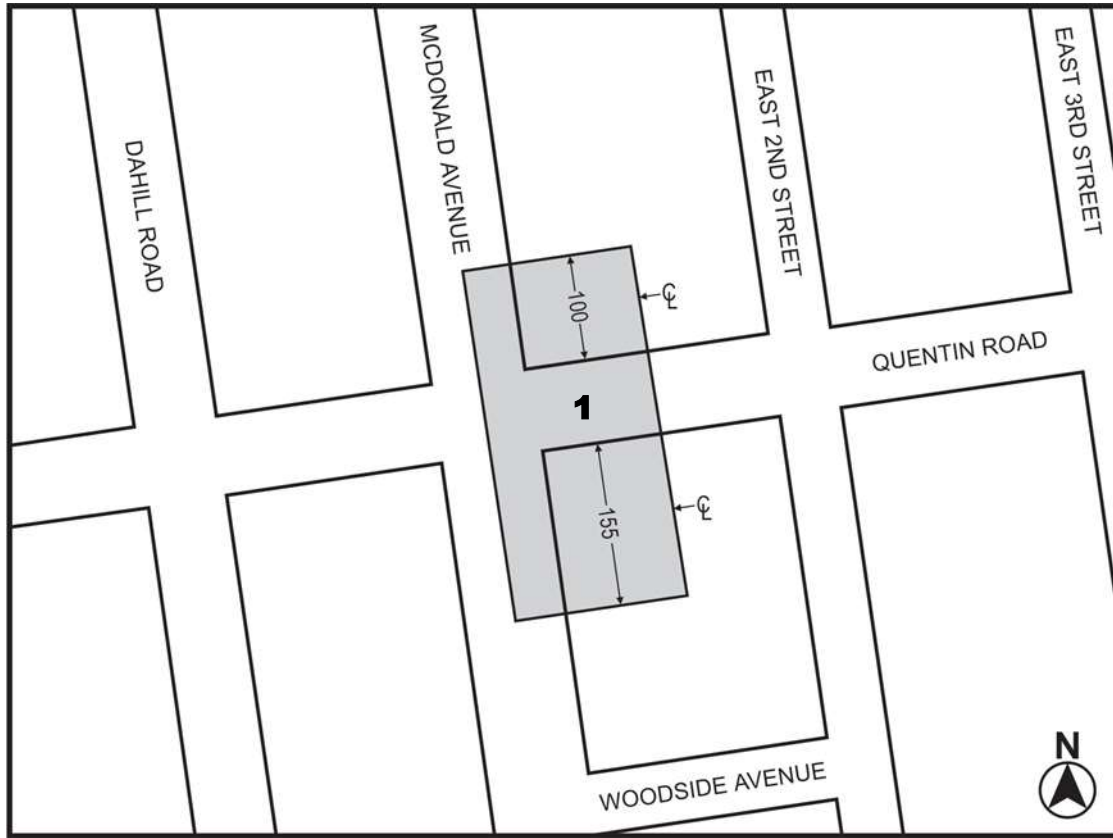 MCDONALD AVENUE
EAST 2ND STREET
EAST 3RD STREET
DAHILL ROAD
100
℄
QUENTIN ROAD
1
155
℄
WOODSIDE AVENUE
N